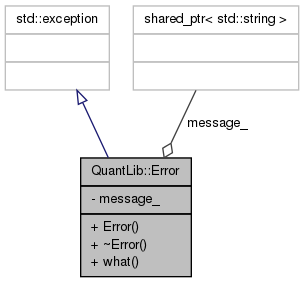 std::exception
shared_ptr< std::string >
message_
QuantLib::Error
- message_
+ Error()
+ ~Error()
+ what()